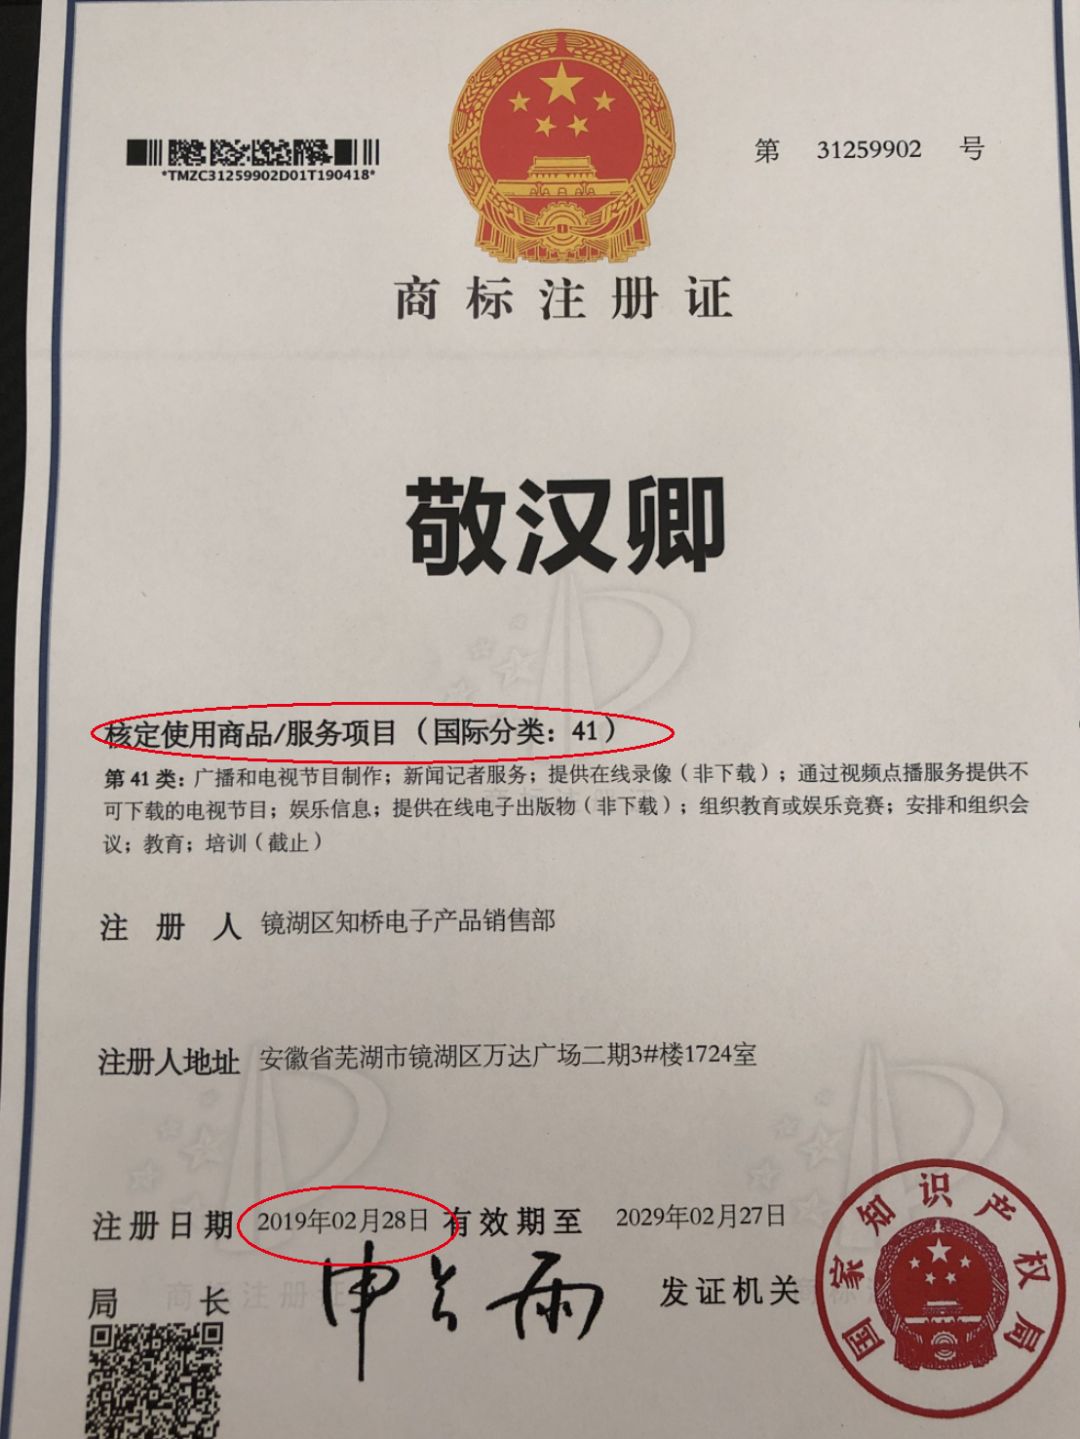 第 31259902 号
*TMZC31259902D01T190418*
商标注册证
敬汉卿
核定使用商品/服务项目（国际分类：41）
第 41 类：广播和电视节目制作；新闻记者服务；提供在线录像（非下载）；通过视频点播服务提供不
可下载的电视节目；娱乐信息；提供在线电子出版物（非下载）；组织教育或娱乐竞赛；安排和组织会
议；教育；培训（截止）
注册人 镜湖区知桥电子产品销售部
注册人地址 安徽省芜湖市镜湖区万达广场二期3#楼1724室
注册日期 2019年02月28日 有效期至 2029年02月27日
局长 申长雨 发证机关
国家知识产权局
商标注册证